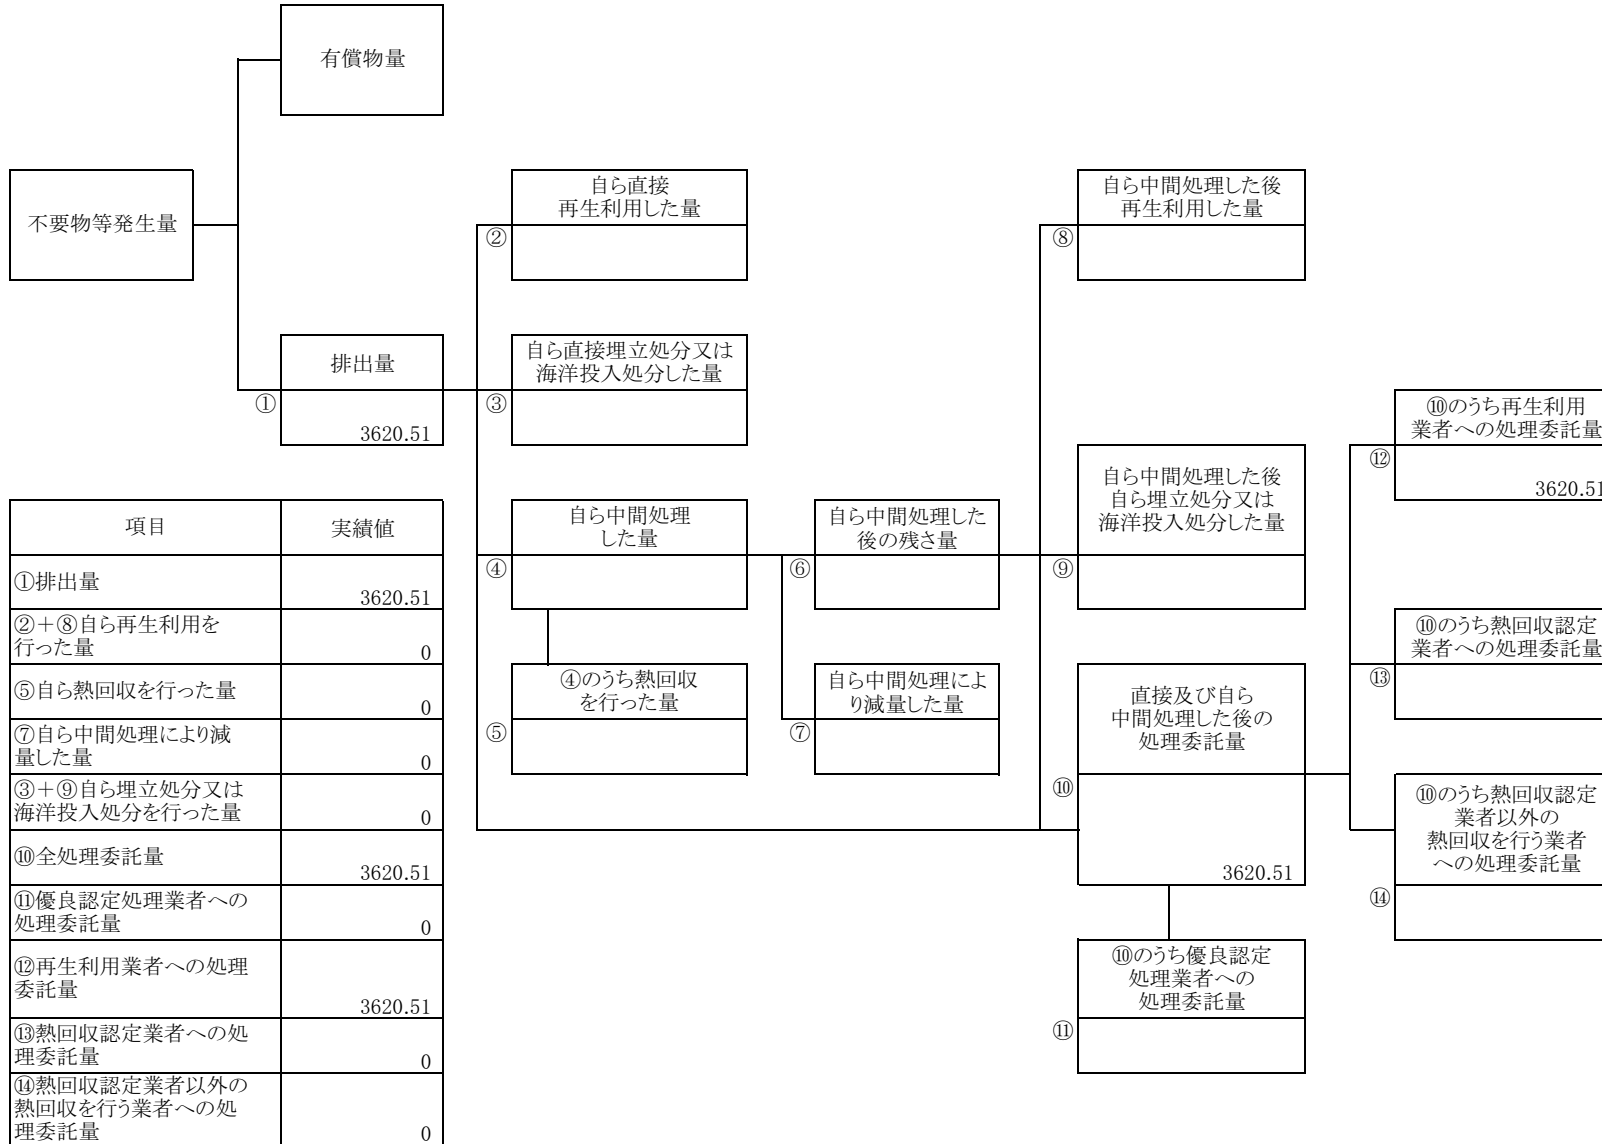 有償物量
不要物等発生量
自ら直接
再生利用した量
②
自ら中間処理した後
再生利用した量
⑧
排出量
①
3620.51
自ら直接埋立処分又は
海洋投入処分した量
③
⑩のうち再生利用
業者への処理委託量
⑫
3620.51
自ら中間処理した後
自ら埋立処分又は
海洋投入処分した量
⑨
自ら中間処理
した量
④
自ら中間処理した
後の残さ量
⑥
⑩のうち熱回収認定
業者への処理委託量
⑬
④のうち熱回収
を行った量
⑤
自ら中間処理によ
り減量した量
⑦
直接及び自ら
中間処理した後の
処理委託量
⑩
3620.51
⑩のうち熱回収認定
業者以外の
熱回収を行う業者
への処理委託量
⑭
⑩のうち優良認定
処理業者への
処理委託量
⑪
項目 実績値
①排出量
3620.51
②+⑧自ら再生利用を
行った量 0
⑤自ら熱回収を行った量
0
⑦自ら中間処理により減
量した量 0
③+⑨自ら埋立処分又は
海洋投入処分を行った量 0
⑩全処理委託量
3620.51
⑪優良認定処理業者への
処理委託量 0
⑫再生利用業者への処理
委託量
3620.51
⑬熱回収認定業者への処
理委託量 0
⑭熱回収認定業者以外の
熱回収を行う業者への処
理委託量 0